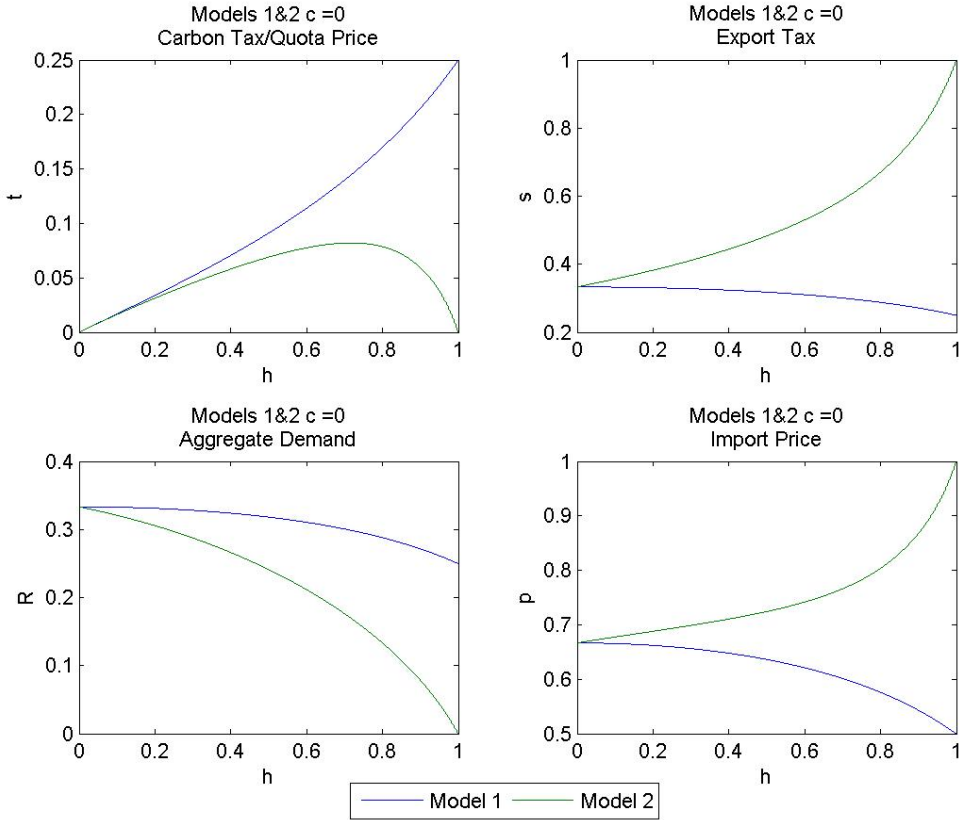 Models 1&2 c =0
Carbon Tax/Quota Price
0.25
0.2
0.15
0.1
0.05
0
t
0 0.2 0.4 0.6 0.8 1
h
Models 1&2 c =0
Export Tax
1
0.8
0.6
0.4
0.2
s
0 0.2 0.4 0.6 0.8 1
h
Models 1&2 c =0
Aggregate Demand
0.4
0.3
0.2
0.1
0
R
0 0.2 0.4 0.6 0.8 1
h
Models 1&2 c =0
Import Price
1
0.9
0.8
0.7
0.6
0.5
p
0 0.2 0.4 0.6 0.8 1
h
Model 1 Model 2